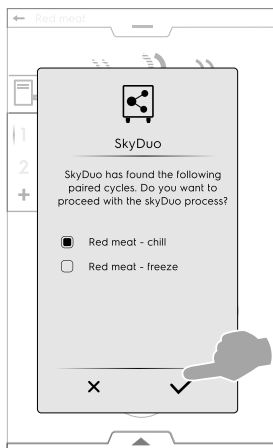 Red meat
1
2
+
SkyDuo
SkyDuo has found the following
paired cycles. Do you want to
proceed with the skyDuo process?
Red meat - chill
Red meat - freeze